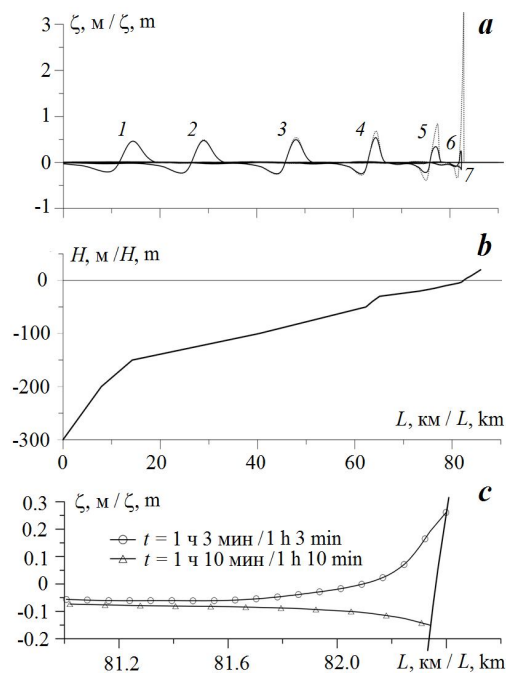 ζ, м / ζ, m
a
3
2
1
0
-1
1 2 3 4 5 6 7
H, м /H, m
b
0
-100
-200
-300
L, км / L, km
0 20 40 60 80
ζ, м / ζ, m
c
0.3
0.2
0.1
0
-0.1
-0.2
t = 1 ч 3 мин /1 h 3 min
t = 1 ч 10 мин/1 h 10 min
81.2 81.6 82.0 L, км / L, km